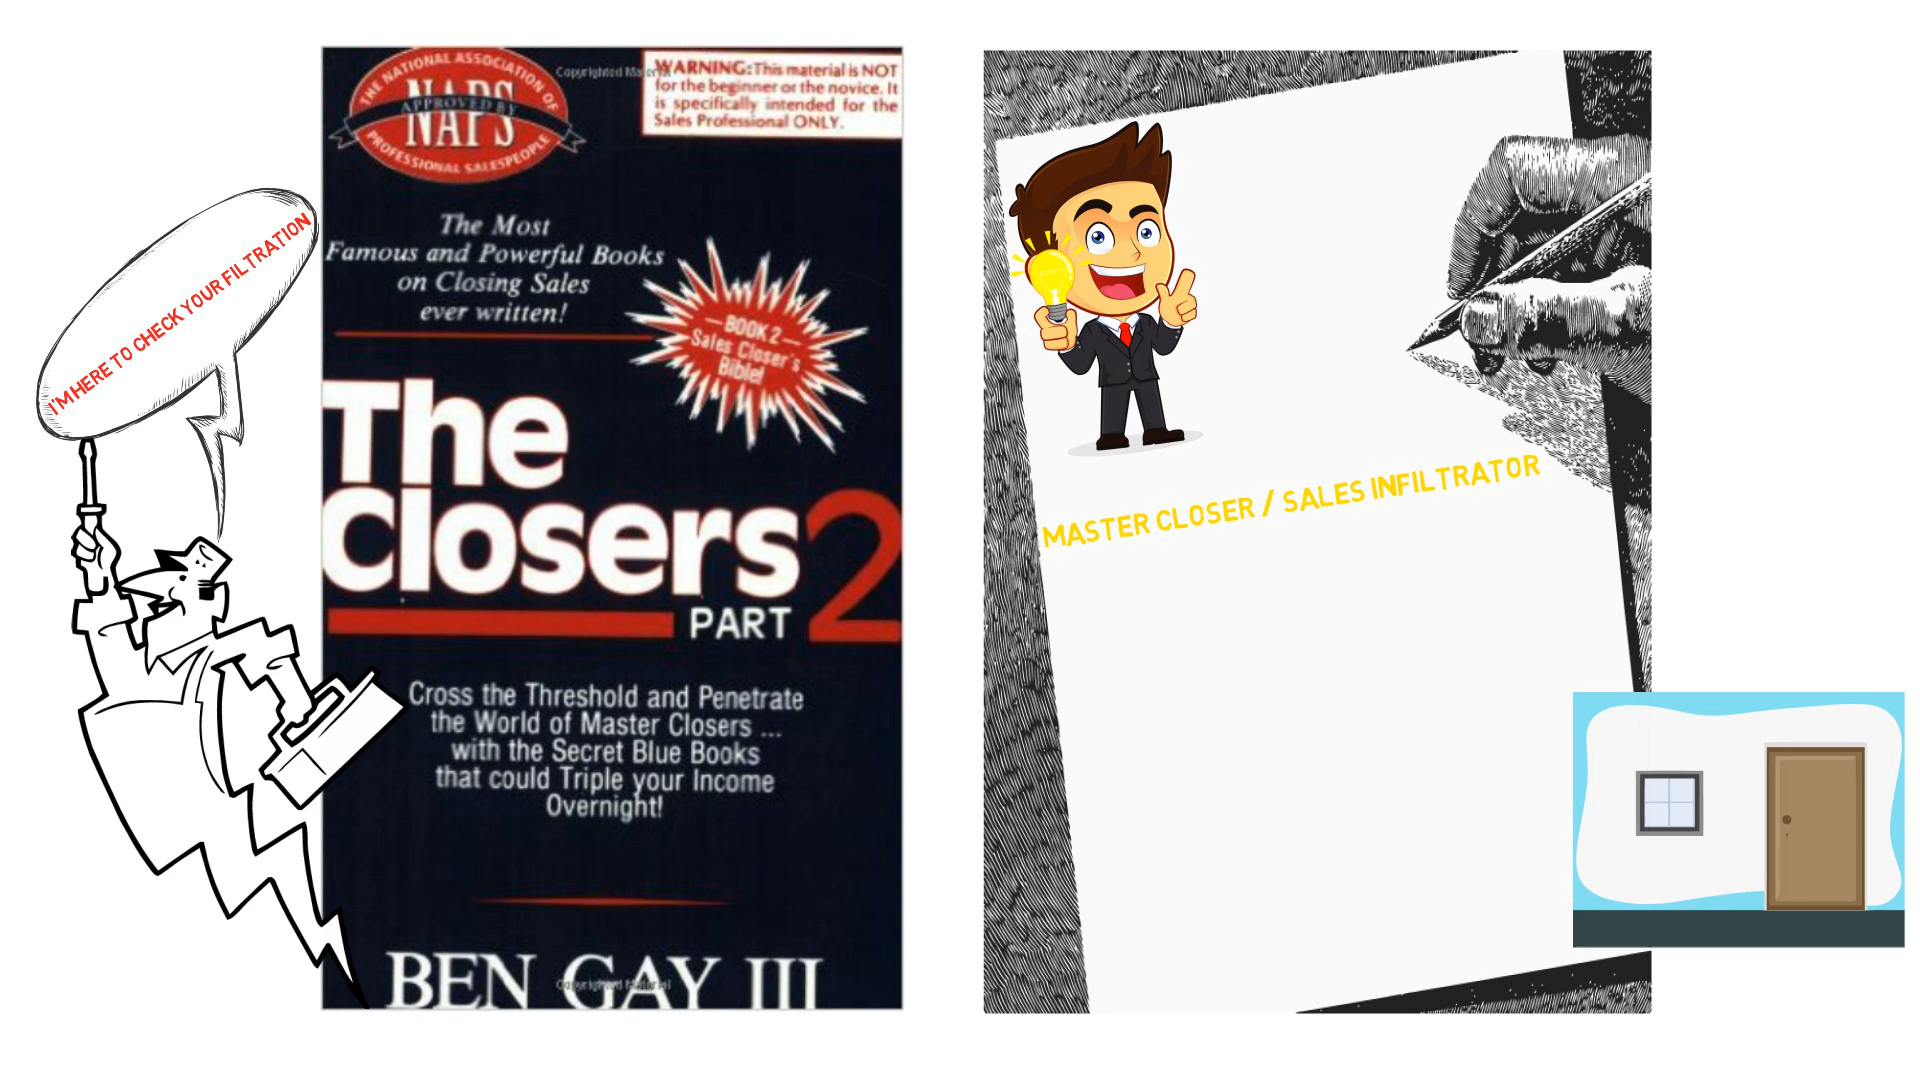 I'M HERE TO CHECK YOUR FILTRATION
THE NATIONAL ASSOCIATION OF
NAPS
APPROVED BY
NAPS
PROFESSIONAL SALESPEOPLE
Copyrighted Material
WARNING: This material is NOT
for the beginner or the novice. It
is specifically intended for the
Sales Professional ONLY.
The Most
Famous and Powerful Books
on Closing Sales
ever written!
—BOOK 2—
Sales Closer's
Bible!
The
Closers 2
PART
Cross the Threshold and Penetrate
the World of Master Closers ...
with the Secret Blue Books
that could Triple your Income
Overnight!
BEN GAY III
Copyrighted Material
MASTER CLOSER / SALES INFILTRATOR